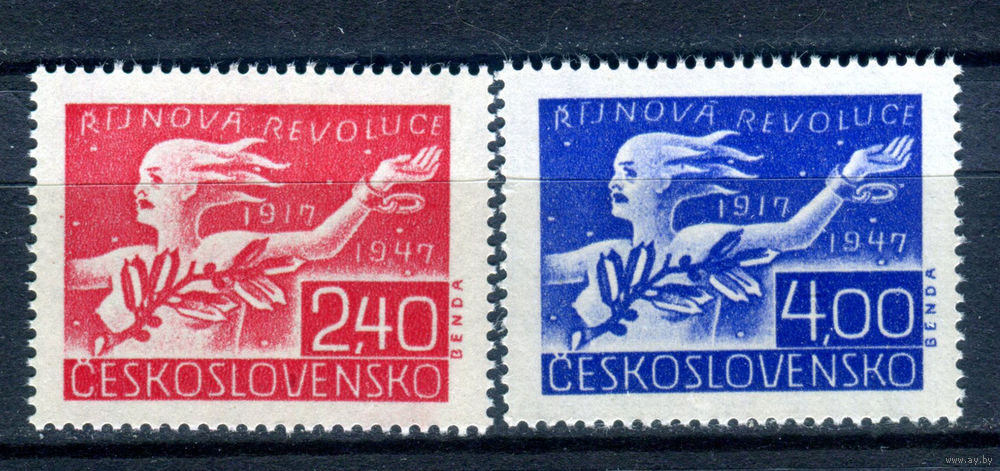 ŘÍJNOVÁ REVOLUCE
1917
1947
2,40
BENDA
ČESKOSLOVENSKO
ŘÍJNOVÁ REVOLUCE
1917
1947
4,00
BENDA
ČESKOSLOVENSKO
www.ay.by